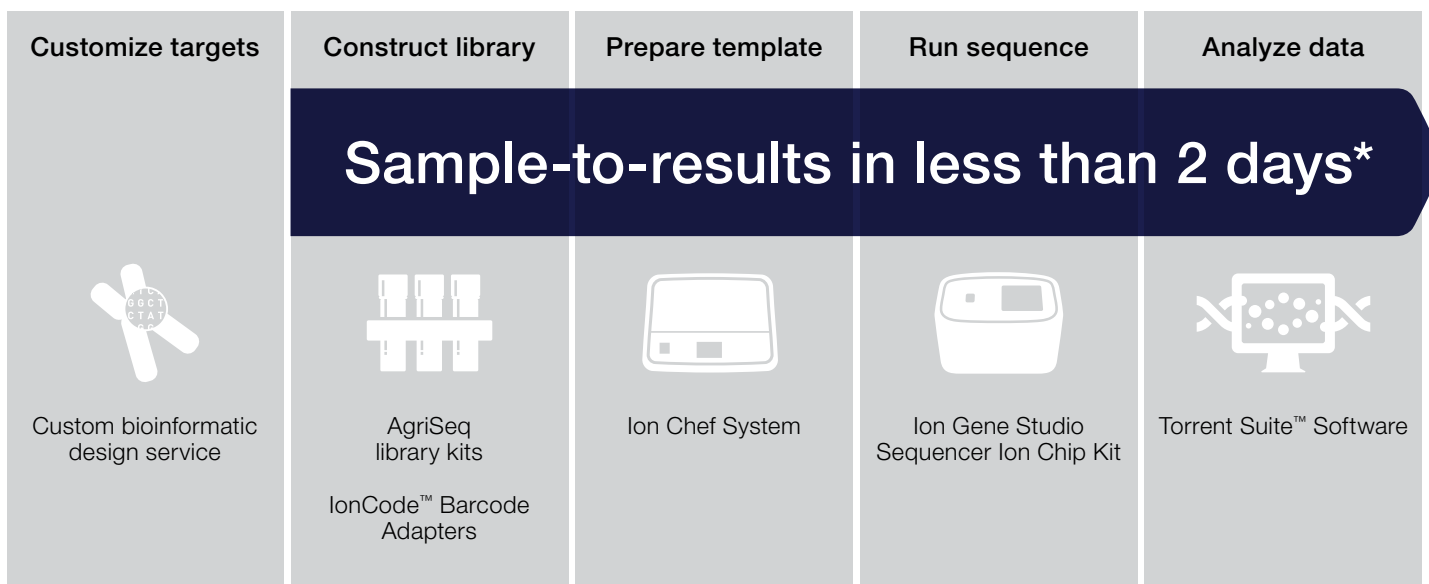 Customize targets
Construct library
Prepare template
Run sequence
Analyze data
Sample-to-results in less than 2 days*
GGCT
CTAT
Custom bioinformatic
design service
AgriSeq
library kits
IonCode™ Barcode
Adapters
Ion Chef System
Ion Gene Studio
Sequencer Ion Chip Kit
Torrent Suite™ Software